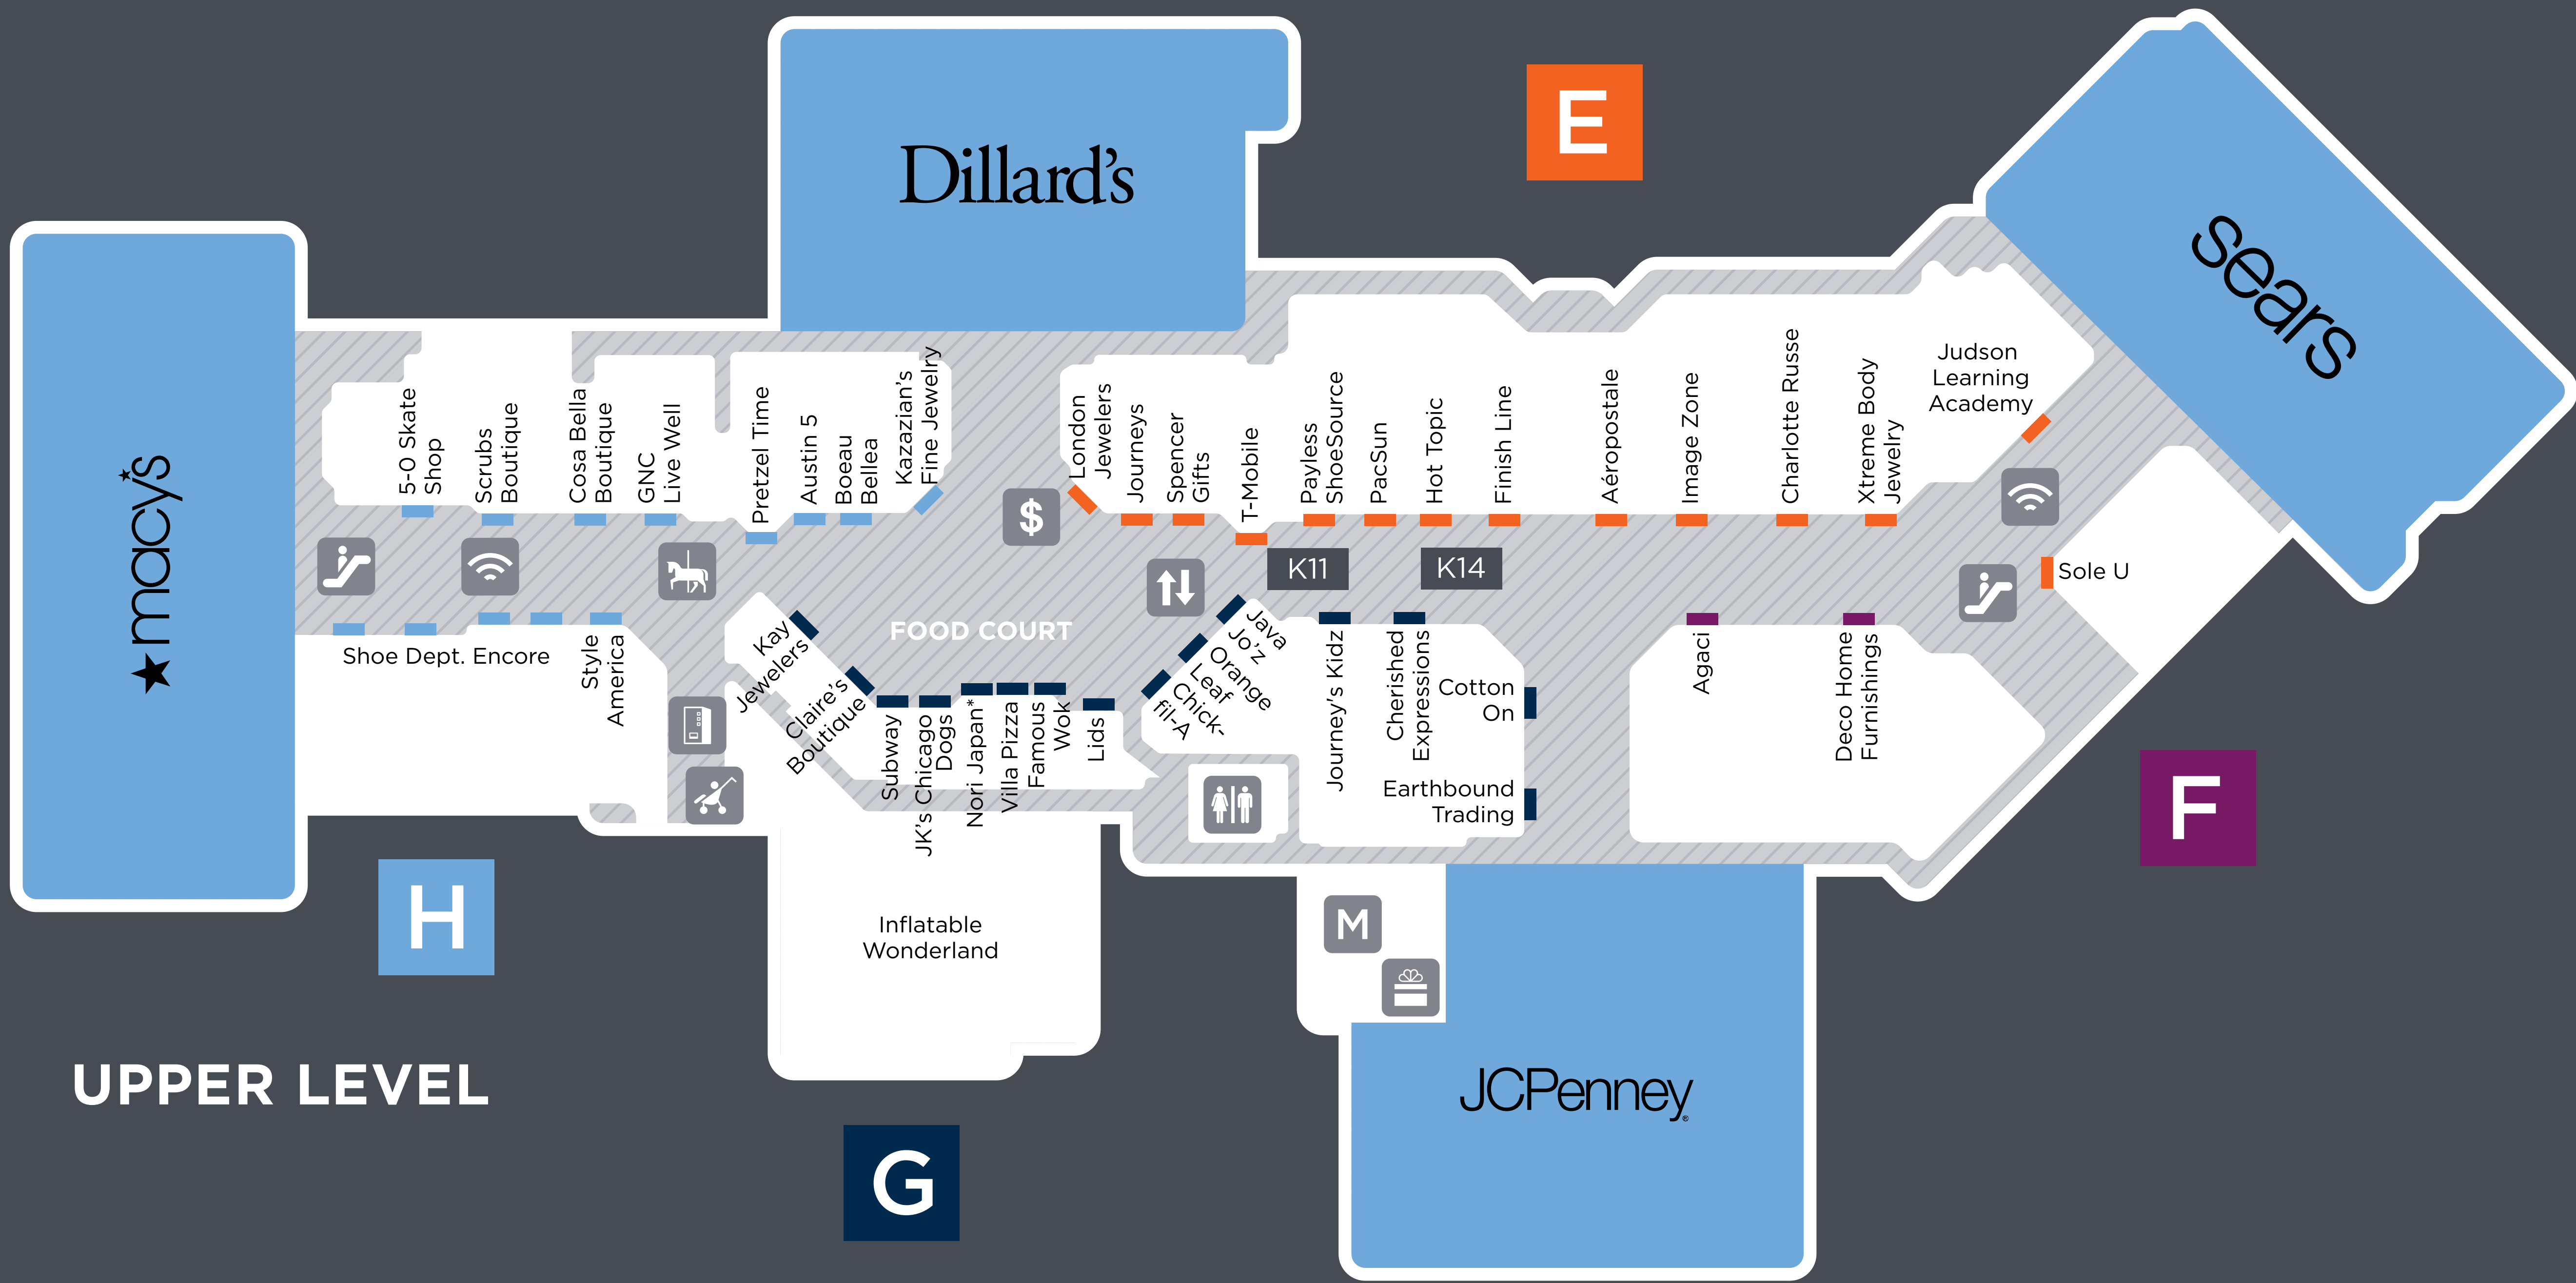 Dillard's
E
sears
macy's
5-0 Skate
Shop
Scrubs
Boutique
Cosa Bella
Boutique
GNC
Live Well
Pretzel Time
Austin 5
Boeau
Bellea
Kazazian's
Fine Jewelry
London
Jewelers
Journeys
Spencer
Gifts
T-Mobile
Payless
ShoeSource
PacSun
Hot Topic
Finish Line
Aéropostale
Image Zone
Charlotte Russe
Xtreme Body
Jewelry
Judson
Learning
Academy
$
K11
K14
Sole U
FOOD COURT
Shoe Dept. Encore
Style
America
Kay
Jewelers
Claire's
Boutique
Subway
JK's Chicago
Dogs
Nori Japan*
Villa Pizza
Famous
Wok
Lids
Java
Jo'z
Orange
Leaf
Chick-
fil-A
Journey's Kidz
Cherished
Expressions
Cotton
On
Earthbound
Trading
Agaci
Deco Home
Furnishings
F
H
Inflatable
Wonderland
M
UPPER LEVEL
JCPenney®
G